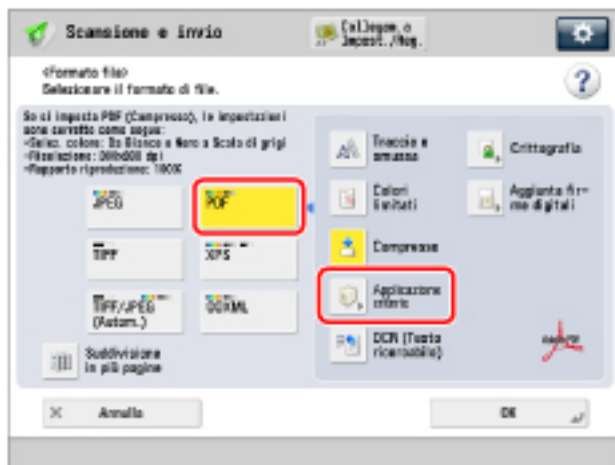 Scansione e invio
Collegam.o
Impost./Reg.
<Formato file>
Selezionare il formato di file.
Se si imposta PDF (Compresso), le impostazioni
sono corrette come segue:
-Selez. colore: Da Bianco e Nero a Scala di grigi
-Risoluzione: 300x300 dpi
-Rapporto riproduzione: 100%
JPEG
PDF
TIFF
XPS
TIFF/JPEG
(Autom.)
OOXML
Suddivisione
in più pagine
Traccia e
smussa
Crittografia
Colori
limitati
Aggiunta fir-
me digitali
Compresso
Applicazione
criterio
OCR (Testo
ricercabile)
Annulla
OK